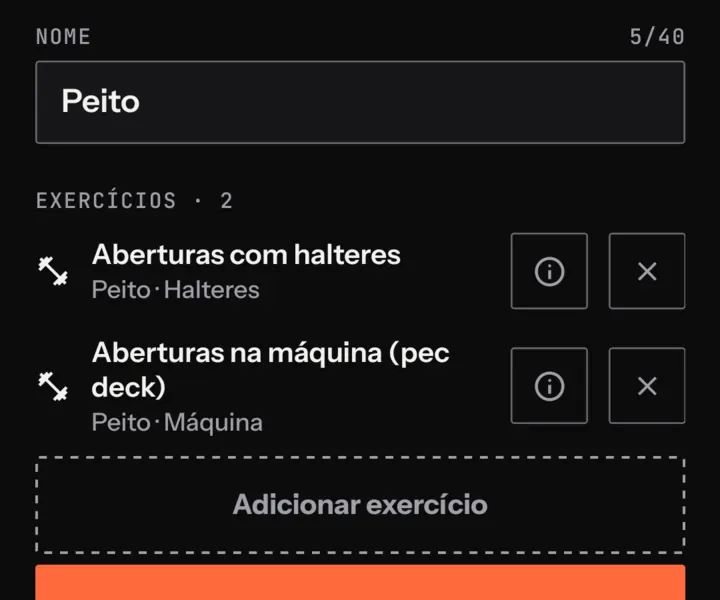 NOME
5/40
Peito
EXERCÍCIOS · 2
Aberturas com halteres
Peito · Halteres
Aberturas na máquina (pec
deck)
Peito · Máquina
Adicionar exercício